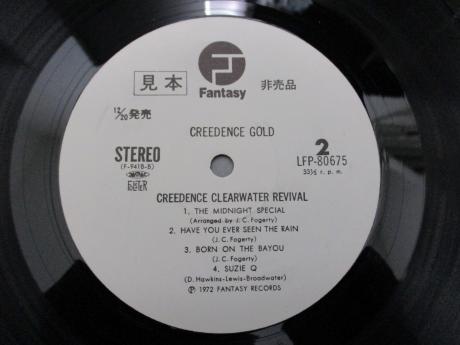 Fantasy
見本 非売品
12/20発売
CREEDENCE GOLD
STEREO 2
(F-9418-B) LFP-80675
33⅓ r. p. m.
CREEDENCE CLEARWATER REVIVAL
1. THE MIDNIGHT SPECIAL
(Arranged by J. C. Fogerty)
2. HAVE YOU EVER SEEN THE RAIN
(J. C. Fogerty)
3. BORN ON THE BAYOU
(J. C. Fogerty)
4. SUZIE Q
(D. Hawkins-Lewis-Broadwater)
Ⓟ 1972 FANTASY RECORDS